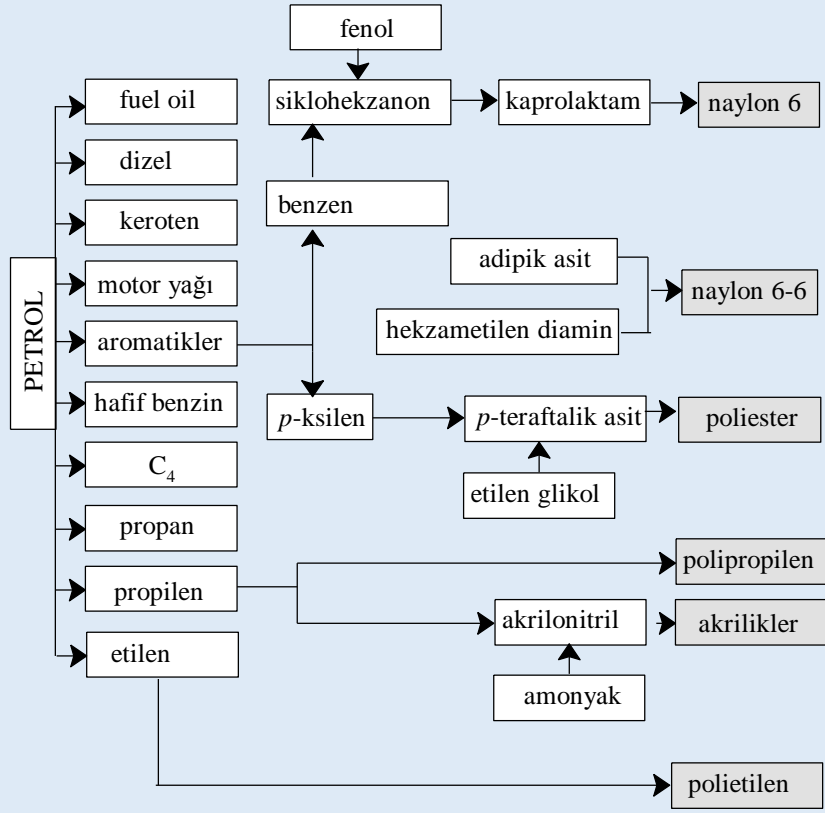 fenol
fuel oil
siklohekzanon
kaprolaktam
naylon 6
dizel
benzen
keroten
adipik asit
motor yağı
naylon 6-6
PETROL
hekzametilen diamin
aromatikler
hafif benzin
p-ksilen
p-teraftalik asit
poliester
C₄
etilen glikol
propan
polipropilen
propilen
akrilonitril
akrilikler
etilen
amonyak
polietilen